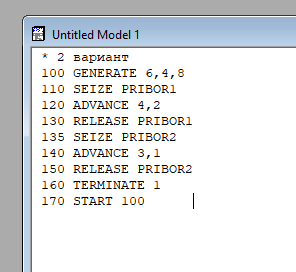 Untitled Model 1
* 2 вариант
100 GENERATE 6,4,8
110 SEIZE PRIBOR1
120 ADVANCE 4,2
130 RELEASE PRIBOR1
135 SEIZE PRIBOR2
140 ADVANCE 3,1
150 RELEASE PRIBOR2
160 TERMINATE 1
170 START 100